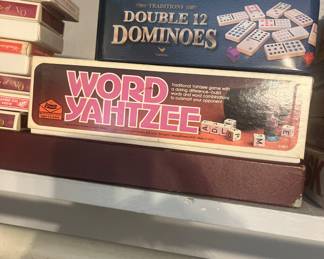 TRADITIONS
DOUBLE 12
DOMINOES
WORD
YAHTZEE
Traditional Yahtzee game with
a daring difference-build
words and word combinations
to outsmart your opponent!